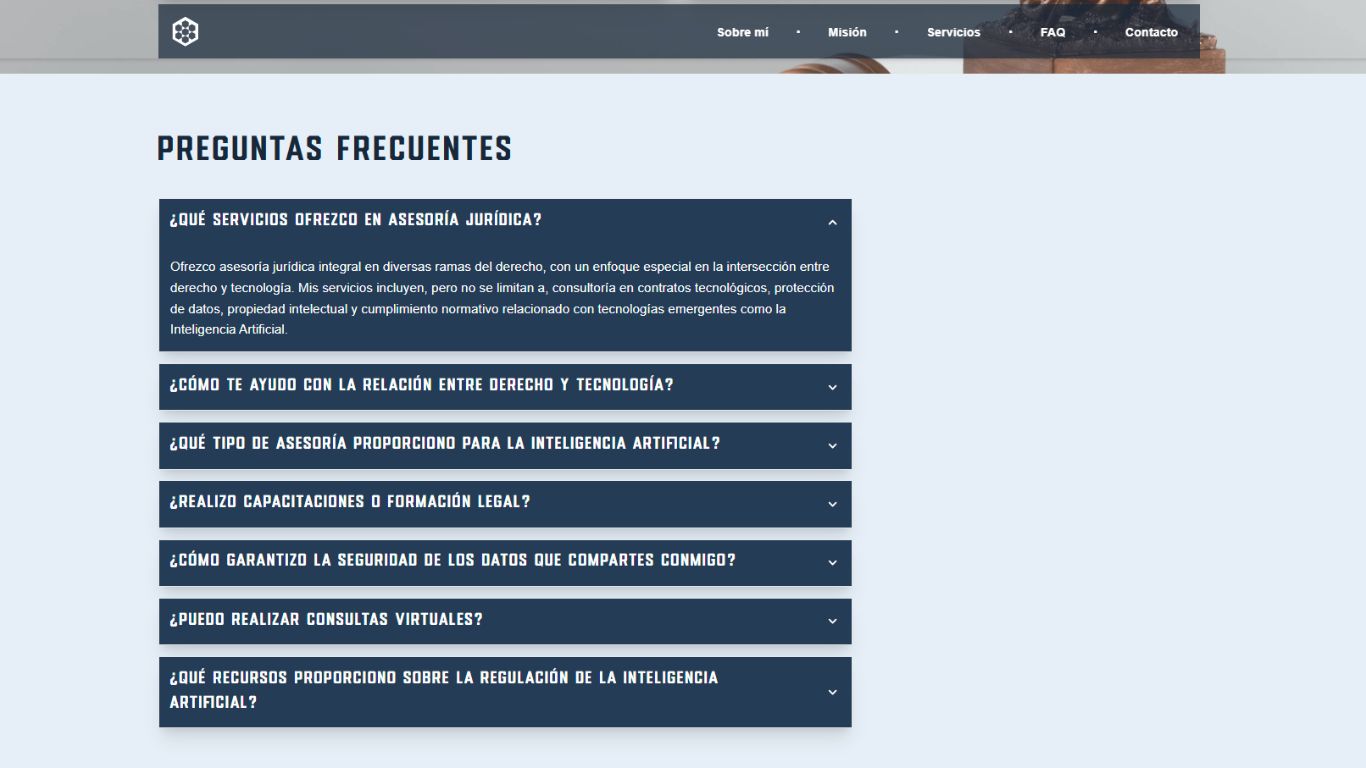 Sobre mí · Misión · Servicios · FAQ · Contacto
PREGUNTAS FRECUENTES
¿QUÉ SERVICIOS OFREZCO EN ASESORÍA JURÍDICA?
Ofrezco asesoría jurídica integral en diversas ramas del derecho, con un enfoque especial en la intersección entre
derecho y tecnología. Mis servicios incluyen, pero no se limitan a, consultoría en contratos tecnológicos, protección
de datos, propiedad intelectual y cumplimiento normativo relacionado con tecnologías emergentes como la
Inteligencia Artificial.
¿CÓMO TE AYUDO CON LA RELACIÓN ENTRE DERECHO Y TECNOLOGÍA?
¿QUÉ TIPO DE ASESORÍA PROPORCIONO PARA LA INTELIGENCIA ARTIFICIAL?
¿REALIZO CAPACITACIONES O FORMACIÓN LEGAL?
¿CÓMO GARANTIZO LA SEGURIDAD DE LOS DATOS QUE COMPARTES CONMIGO?
¿PUEDO REALIZAR CONSULTAS VIRTUALES?
¿QUÉ RECURSOS PROPORCIONO SOBRE LA REGULACIÓN DE LA INTELIGENCIA
ARTIFICIAL?